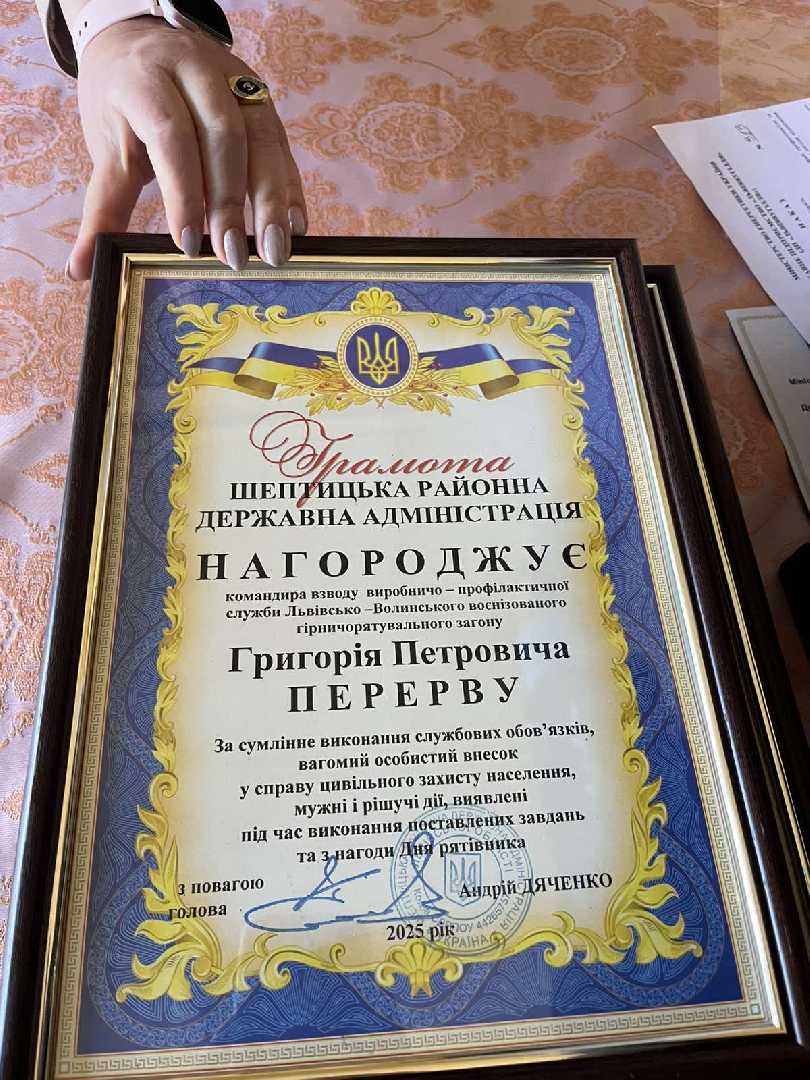 Грамота
ШЕПТИЦЬКА РАЙОННА
ДЕРЖАВНА АДМІНІСТРАЦІЯ
НАГОРОДЖУЄ
командира взводу виробничо – профілактичної
служби Львівсько –Волинського воєнізованого
гірничорятувального загону
Григорія Петровича
ПЕРЕРВУ
За сумлінне виконання службових обов’язків,
вагомий особистий внесок
у справу цивільного захисту населення,
мужні і рішучі дії, виявлені
під час виконання поставлених завдань
та з нагоди Дня рятівника
з повагою
голова
Андрій ДЯЧЕНКО
2025 рік
УКРАЇНА
НАКАЗ